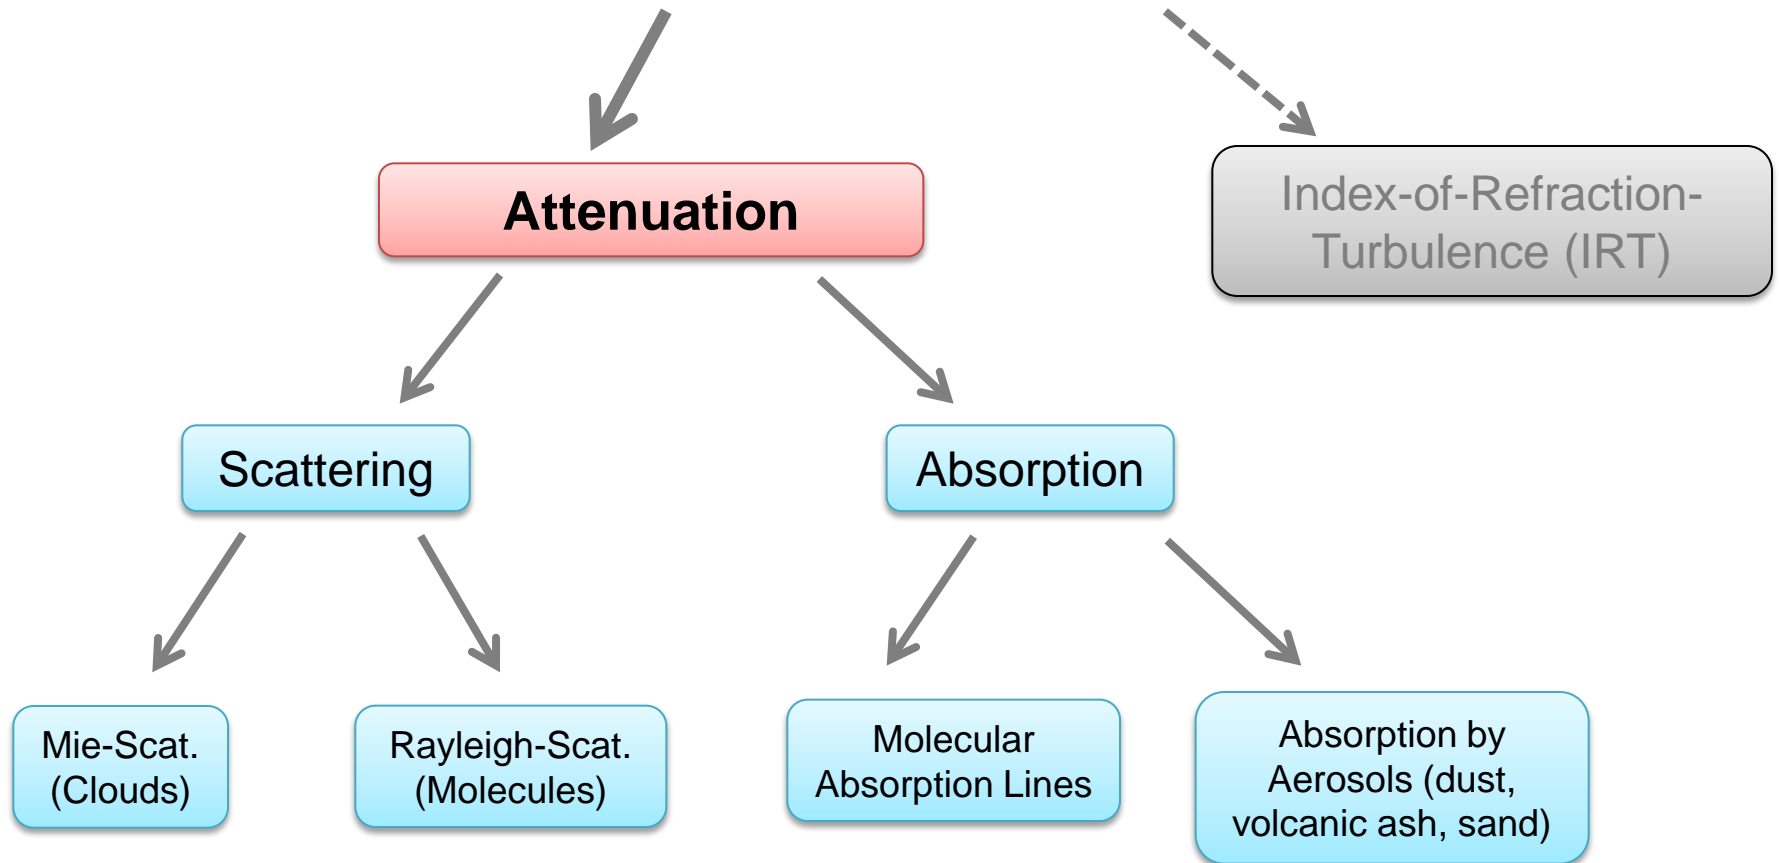 Attenuation
Index-of-Refraction-
Turbulence (IRT)
Scattering
Absorption
Mie-Scat.
(Clouds)
Rayleigh-Scat.
(Molecules)
Molecular
Absorption Lines
Absorption by
Aerosols (dust,
volcanic ash, sand)